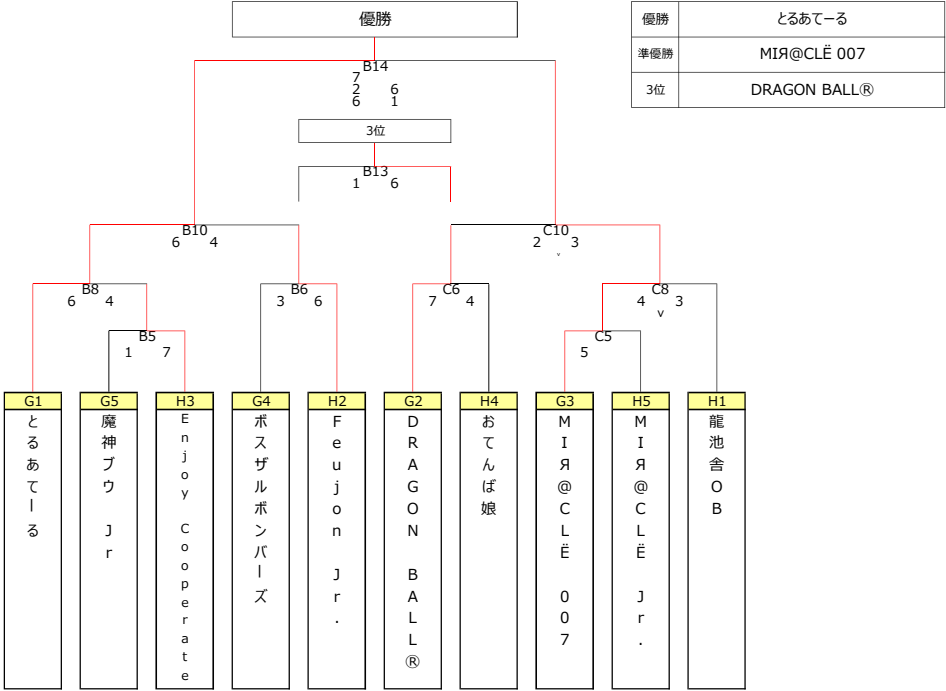 優勝
優勝 とるあてーる
準優勝 MIЯ@CLË 007
3位 DRAGON BALLⓇ
B14
7
2 6
6 1
3位
B13
1 6
B10
6 4
C10
2 3
v
B8
6 4
B6
3 6
C6
7 4
C8
4 3
v
B5
1 7
C5
5
G1 G5 H3 G4 H2 G2 H4 G3 H5 H1
とるあてーる
魔神ブウ Jr
Enjoy Cooperate
ボスザルボンバーズ
Feujon Jr.
DRAGON BALLⓇ
おてんば娘
MIЯ@CLË 007
MIЯ@CLË Jr.
龍池舎OB